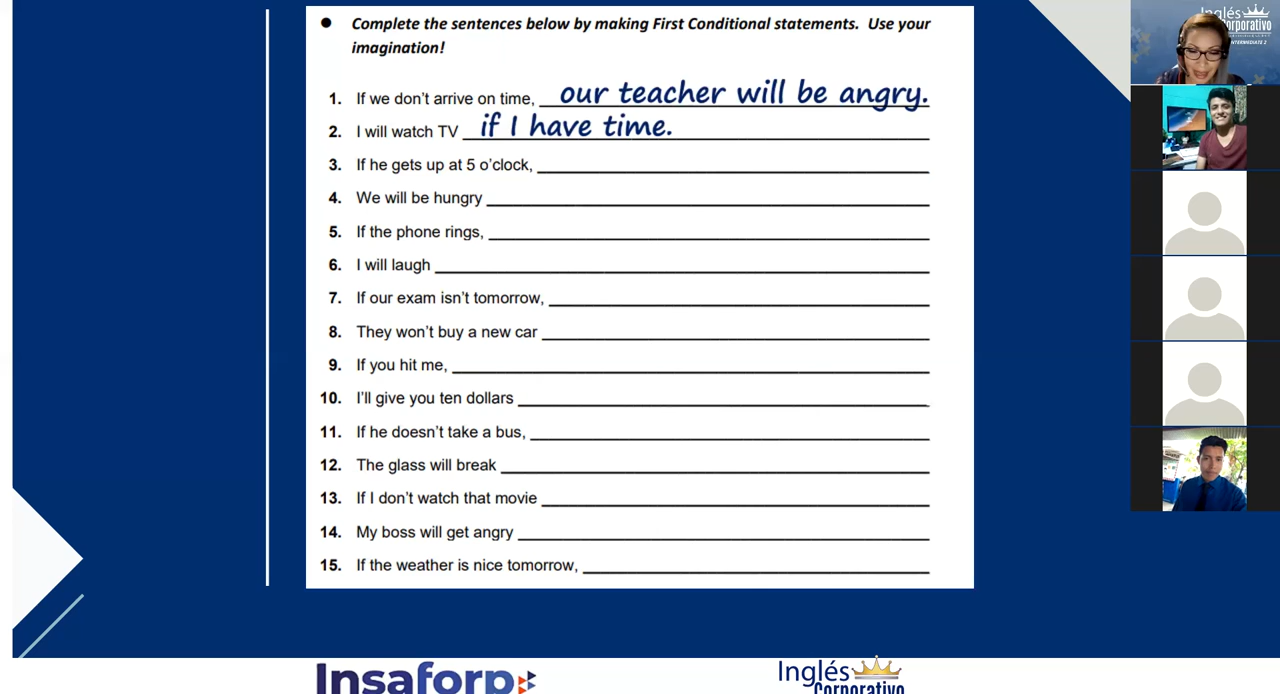 ● Complete the sentences below by making First Conditional statements. Use your
imagination!
1. If we don't arrive on time, our teacher will be angry.
2. I will watch TV if I have time.
3. If he gets up at 5 o'clock,
4. We will be hungry
5. If the phone rings,
6. I will laugh
7. If our exam isn't tomorrow,
8. They won't buy a new car
9. If you hit me,
10. I'll give you ten dollars
11. If he doesn't take a bus,
12. The glass will break
13. If I don't watch that movie
14. My boss will get angry
15. If the weather is nice tomorrow,
Inglés
Corporativo
INTERMEDIATE 2
Insaforp
Inglés
Corporativo